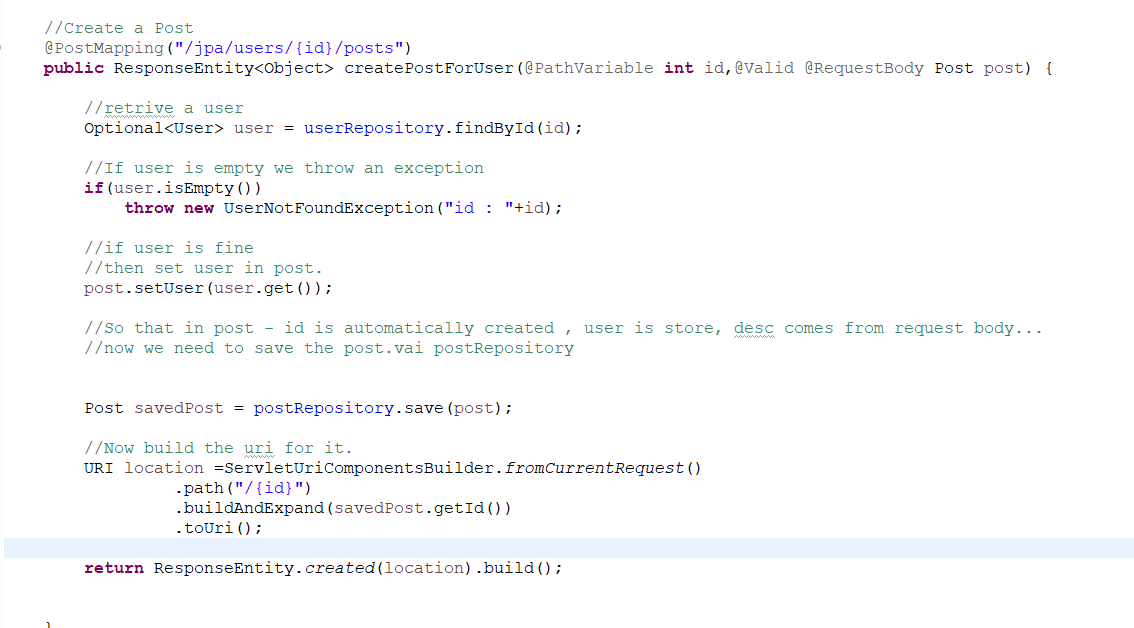 //Create a Post
@PostMapping("/jpa/users/{id}/posts")
public ResponseEntity<Object> createPostForUser(@PathVariable int id,@Valid @RequestBody Post post) {
//retrive a user
Optional<User> user = userRepository.findById(id);
//If user is empty we throw an exception
if(user.isEmpty())
throw new UserNotFoundException("id : "+id);
//if user is fine
//then set user in post.
post.setUser(user.get());
//So that in post - id is automatically created , user is store, desc comes from request body...
//now we need to save the post.vai postRepository
Post savedPost = postRepository.save(post);
//Now build the uri for it.
URI location =ServletUriComponentsBuilder.fromCurrentRequest()
.path("/{id}")
.buildAndExpand(savedPost.getId())
.toUri();
return ResponseEntity.created(location).build();
}